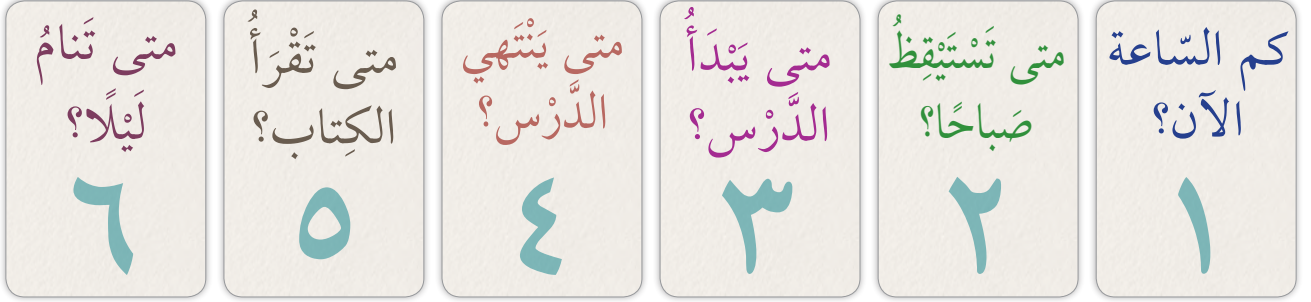 كم السّاعة
الآن؟
١
متى تَسْتَيْقِظُ
صَباحًا؟
٢
متى يَبْدَأُ
الدَّرْس؟
٣
متى يَنْتَهي
الدَّرْس؟
٤
متى تَقْرَأُ
الكِتاب؟
٥
متى تَنامُ
لَيْلًا؟
٦